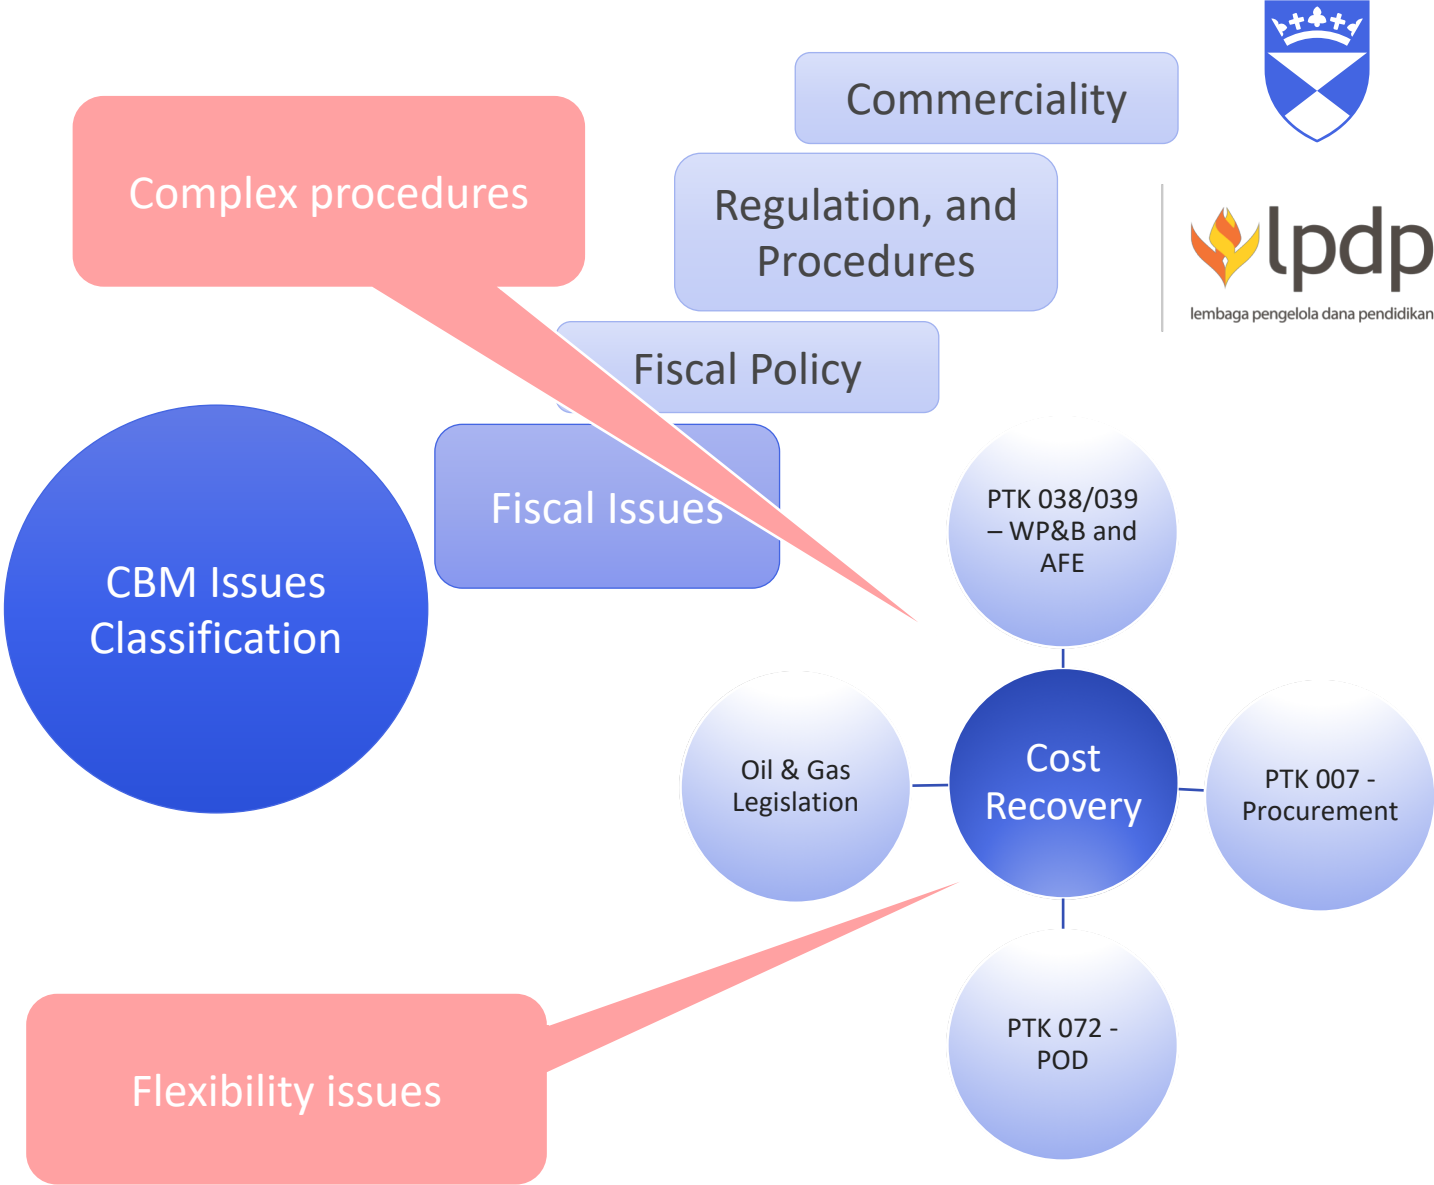 Commerciality
Complex procedures
Regulation, and
Procedures
lpdp
lembaga pengelola dana pendidikan
Fiscal Policy
Fiscal Issues
CBM Issues
Classification
PTK 038/039
– WP&B and
AFE
Oil & Gas
Legislation
Cost
Recovery
PTK 007 -
Procurement
PTK 072 -
POD
Flexibility issues